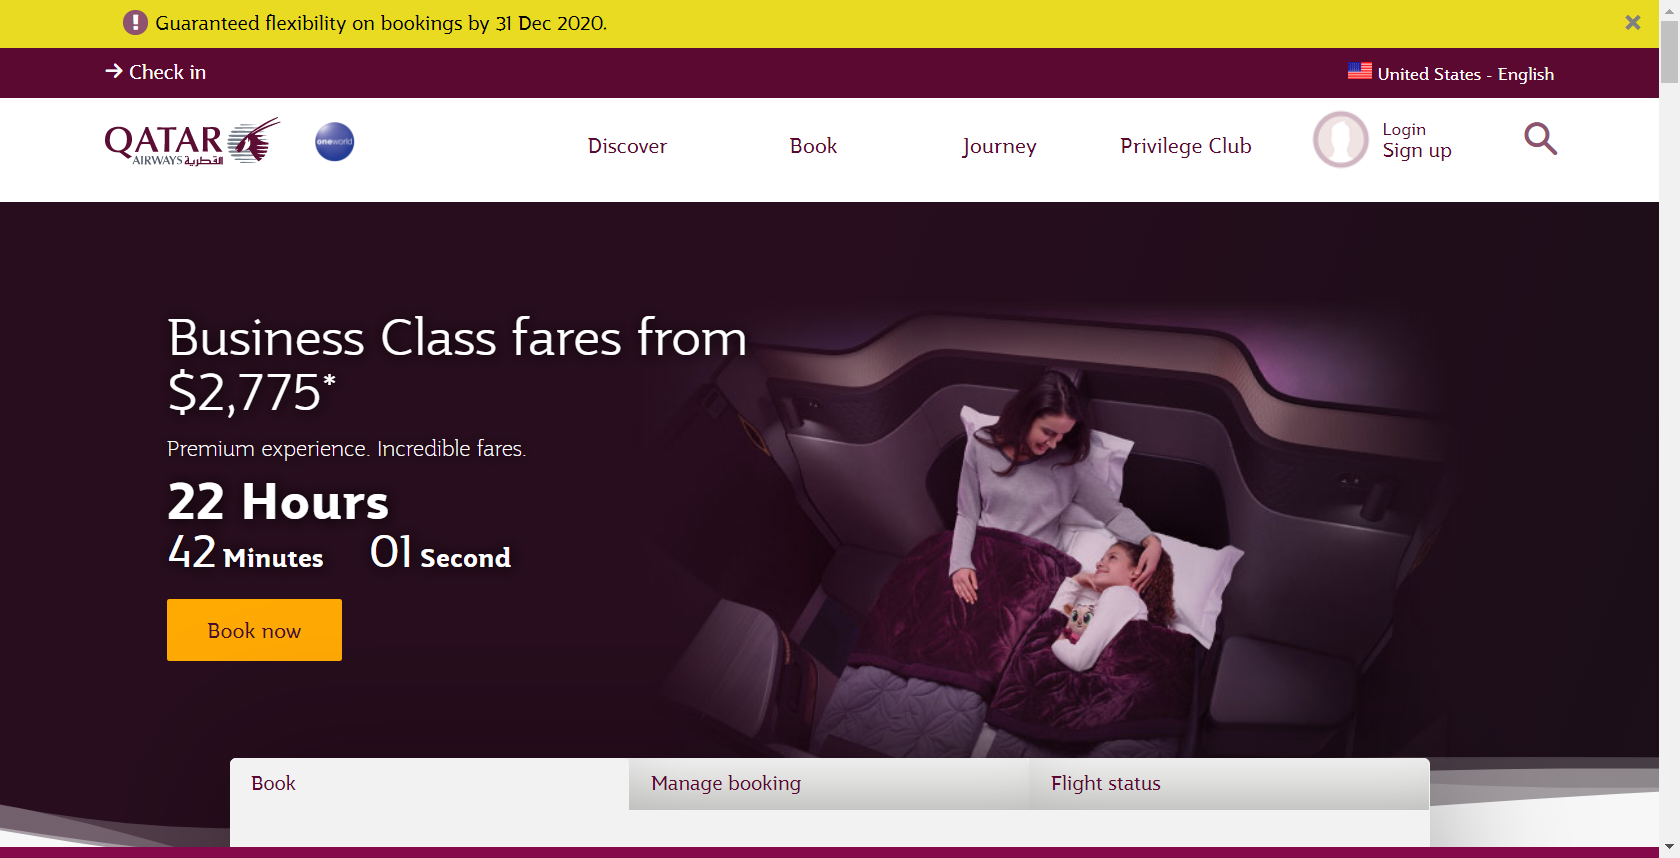 Guaranteed flexibility on bookings by 31 Dec 2020.
Check in
United States - English
QATAR
AIRWAYS القطرية
oneworld
Discover
Book
Journey
Privilege Club
Login
Sign up
Business Class fares from
$2,775*
Premium experience. Incredible fares.
22 Hours
42 Minutes 01 Second
Book now
Book
Manage booking
Flight status